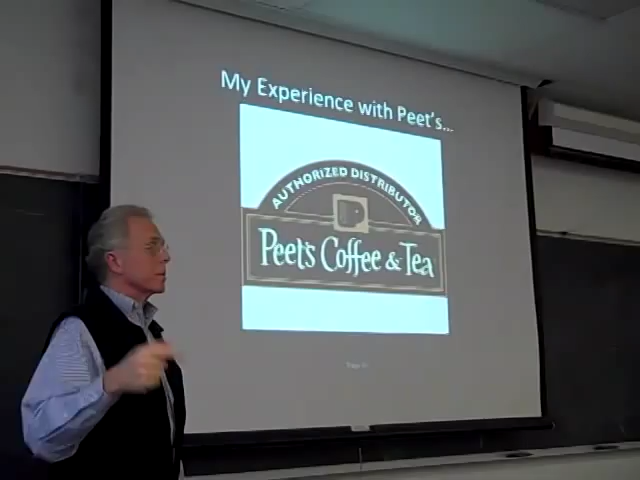 My Experience with Peet's...
AUTHORIZED DISTRIBUTOR
Peet's Coffee & Tea